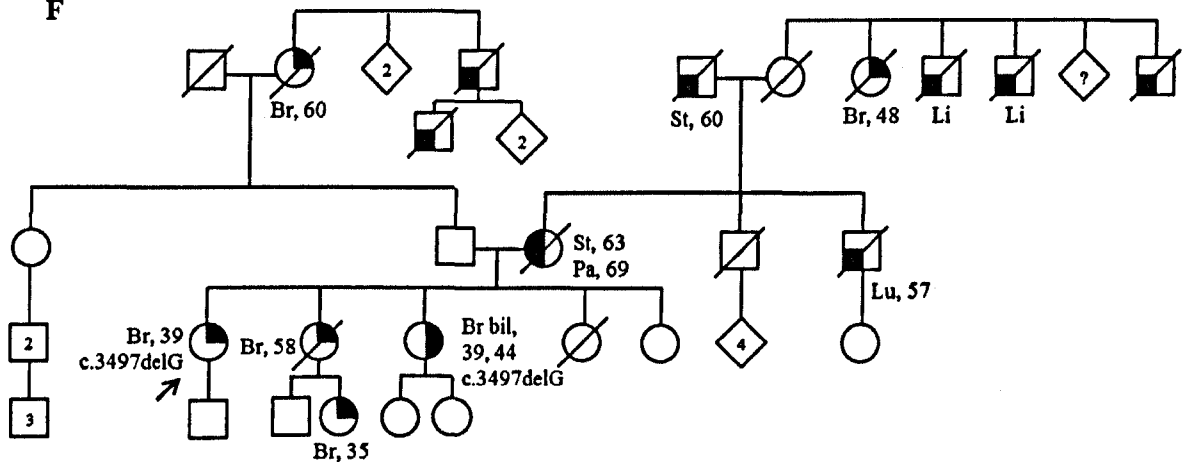 F
2
Br, 60
2
St, 60
Br, 48
Li
Li
?
St, 63
Pa, 69
Lu, 57
2
3
Br, 39
c.3497delG
Br, 58
Br, 35
Br bil,
39, 44
c.3497delG
4